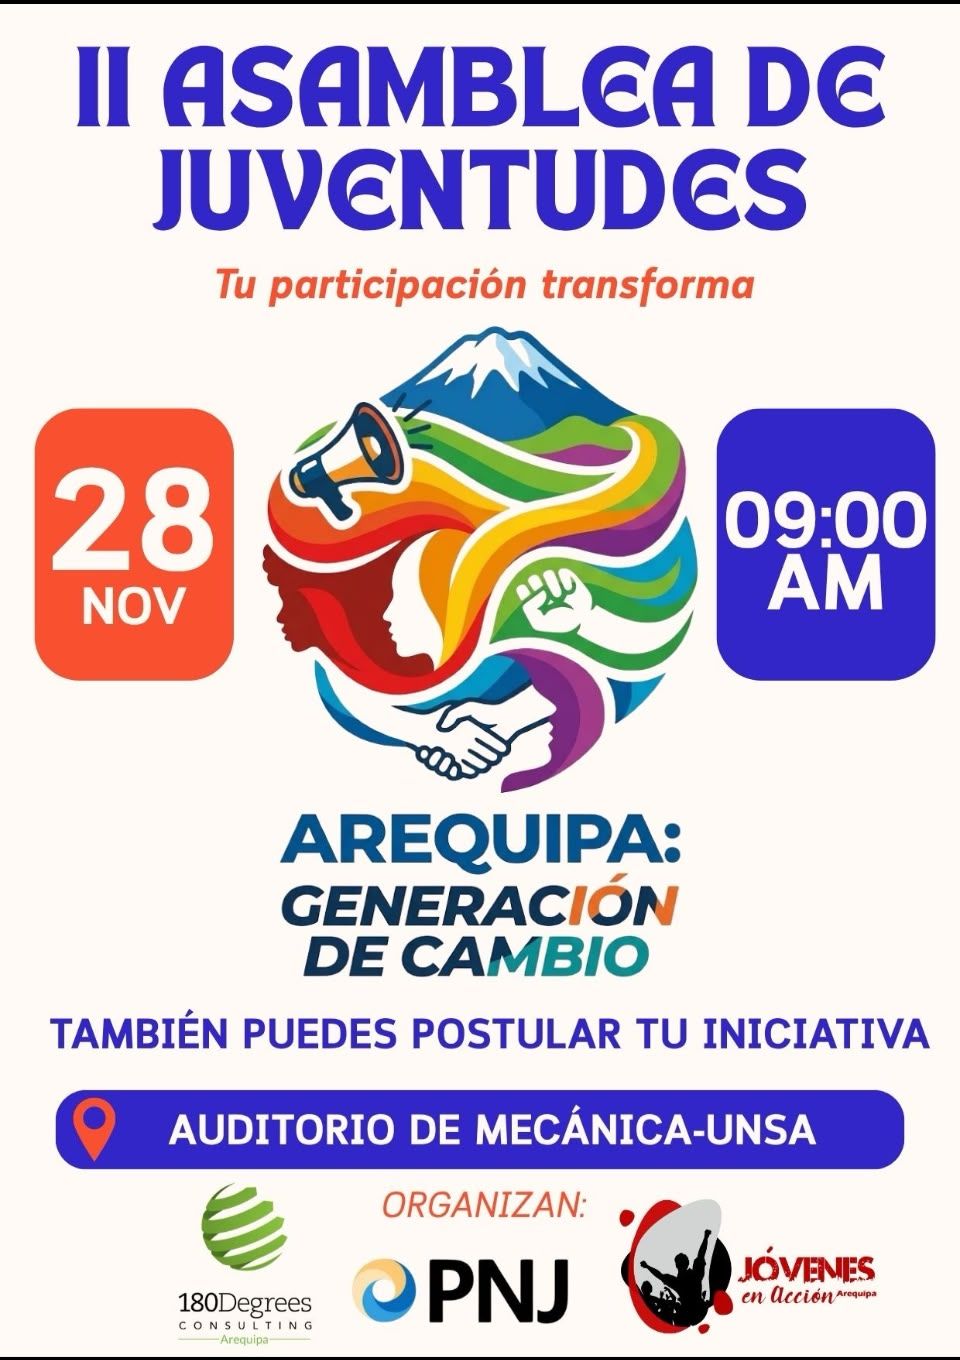 II ASAMBLEA DE
JUVENTUDES
Tu participación transforma
28
NOV
09:00
AM
AREQUIPA:
GENERACIÓN
DE CAMBIO
TAMBIÉN PUEDES POSTULAR TU INICIATIVA
AUDITORIO DE MECÁNICA-UNSA
ORGANIZAN:
180Degrees
CONSULTING
Arequipa
PNJ
JÓVENES
en Acción Arequipa